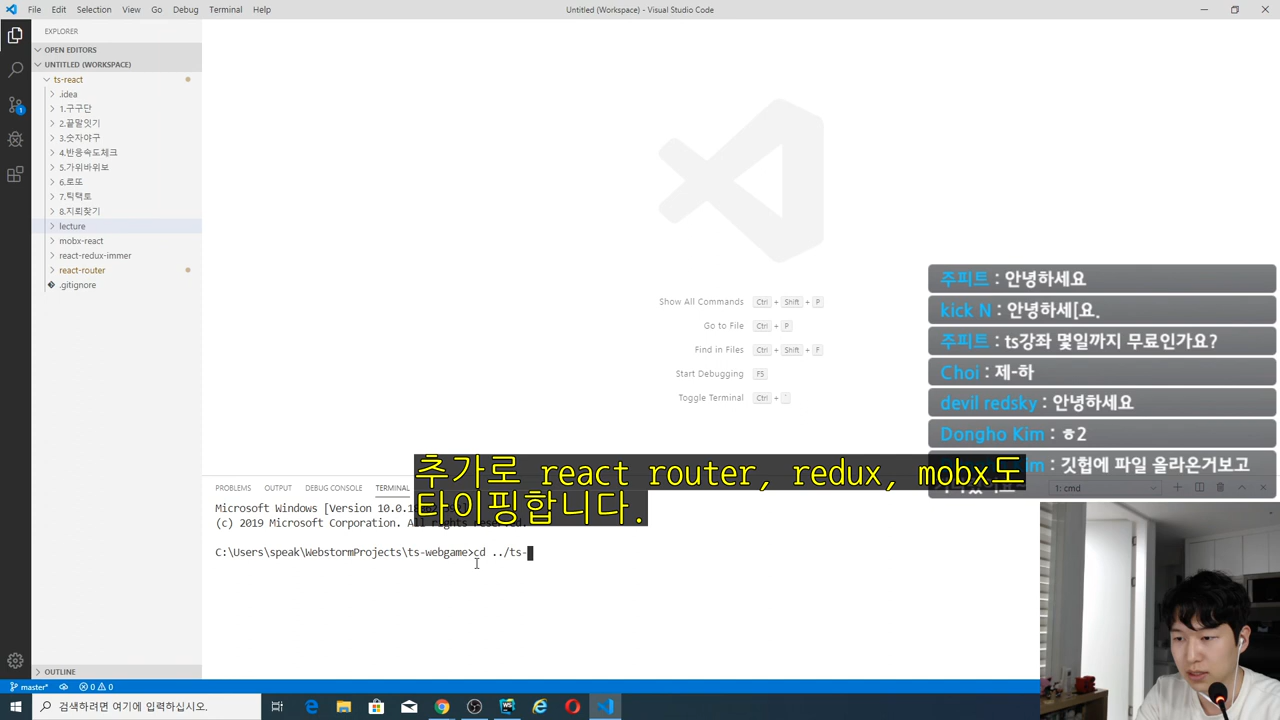 File Edit Selection View Go Debug Terminal Help
Untitled (Workspace) - Visual Studio Code
EXPLORER
OPEN EDITORS
UNTITLED (WORKSPACE)
ts-react
.idea
1.구구단
2.끝말잇기
3.숫자야구
4.반응속도체크
5.가위바위보
6.로또
7.틱택토
8.지뢰찾기
lecture
mobx-react
react-redux-immer
react-router
.gitignore
Show All Commands Ctrl + Shift + P
Go to File Ctrl + P
Find in Files Ctrl + Shift + F
Start Debugging F5
Toggle Terminal Ctrl + `
주피트 : 안녕하세요
kick N : 안녕하세[요.
주피트 : ts강좌 몇일까지 무료인가요?
Choi : 제-하
devil redsky : 안녕하세요
Dongho Kim : ㅎ2
: 깃헙에 파일 올라온거보고
추가로 react router, redux, mobx도
타이핑합니다.
PROBLEMS OUTPUT DEBUG CONSOLE TERMINAL
1: cmd
Microsoft Windows [Version 10.0.1
(c) 2019 Microsoft Corporation. All rights reserved.
C:\Users\speak\WebstormProjects\ts-webgame>cd ../ts-
OUTLINE
master* 0 0
검색하려면 여기에 입력하십시오.